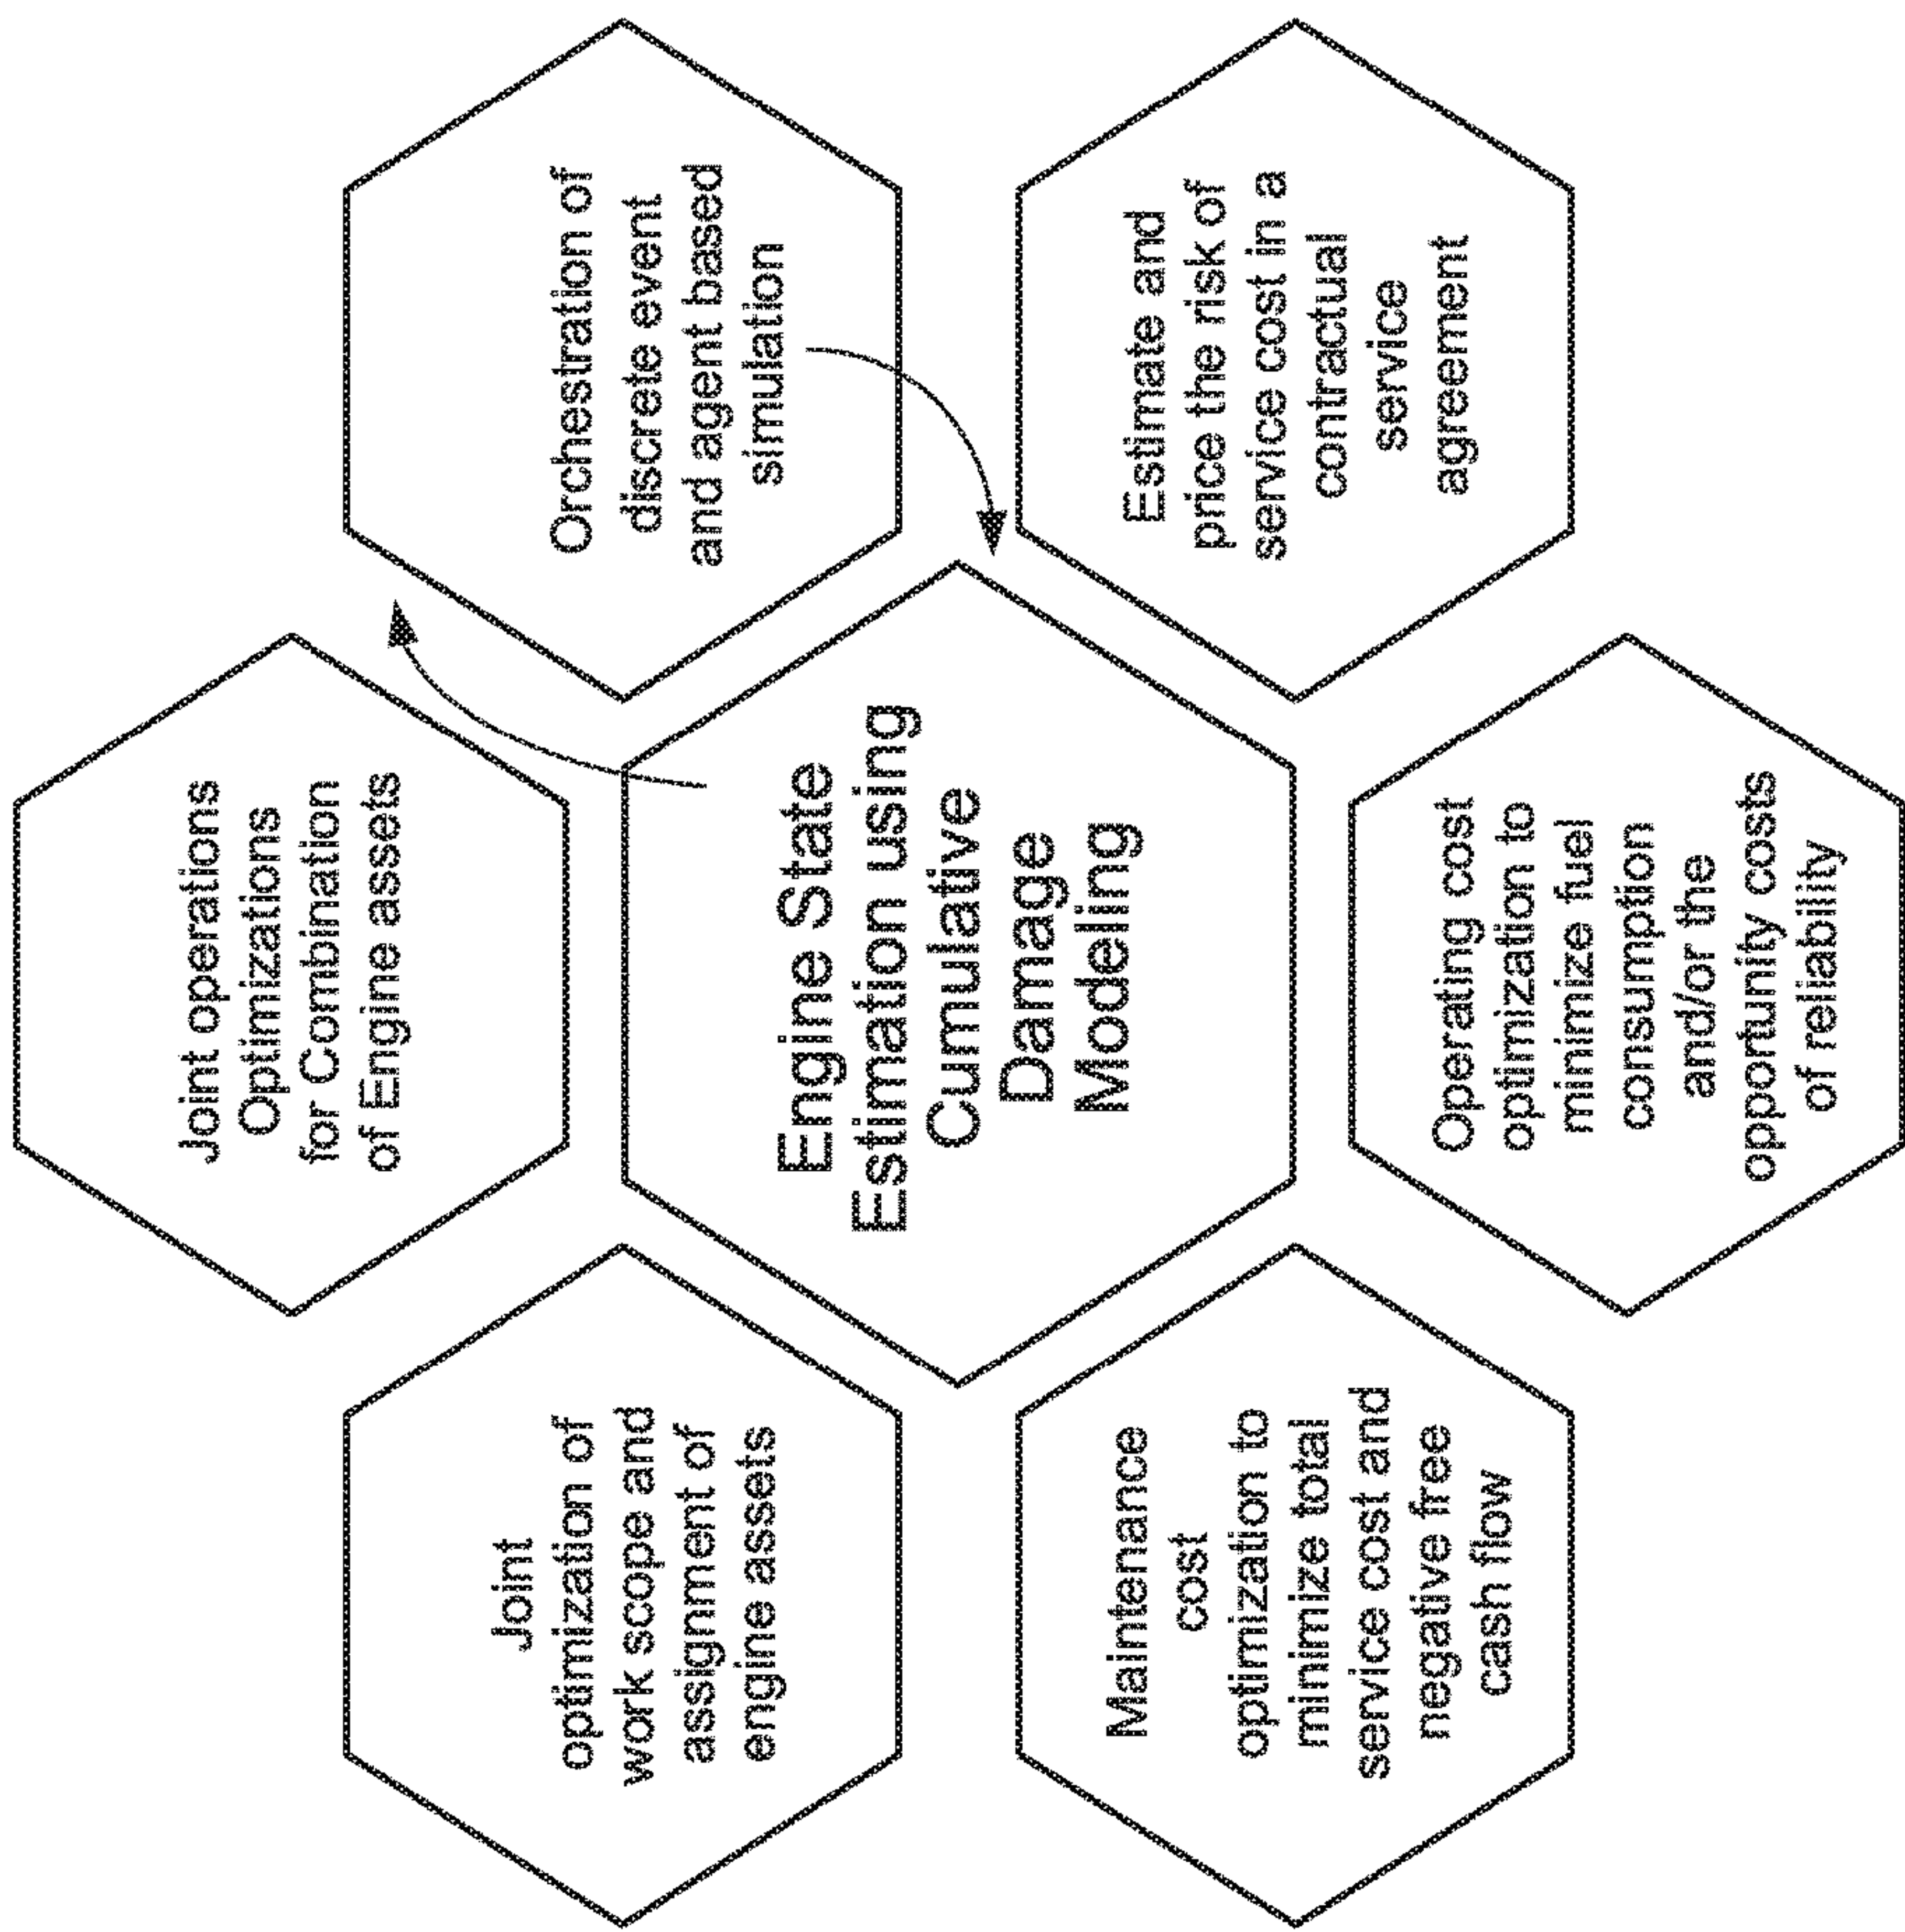 Joint operations
Optimizations
for Combination
of Engine assets
Joint
optimization of
work scope and
assignment of
engine assets
Orchestration of
discrete event
and agent based
simulation
Engine State
Estimation using
Cumulative
Damage
Modeling
Maintenance
cost
optimization to
minimize total
service cost and
negative free
cash flow
Estimate and
price the risk of
service cost in a
contractual
service
agreement
Operating cost
optimization to
minimize fuel
consumption
and/or the
opportunity costs
of reliability